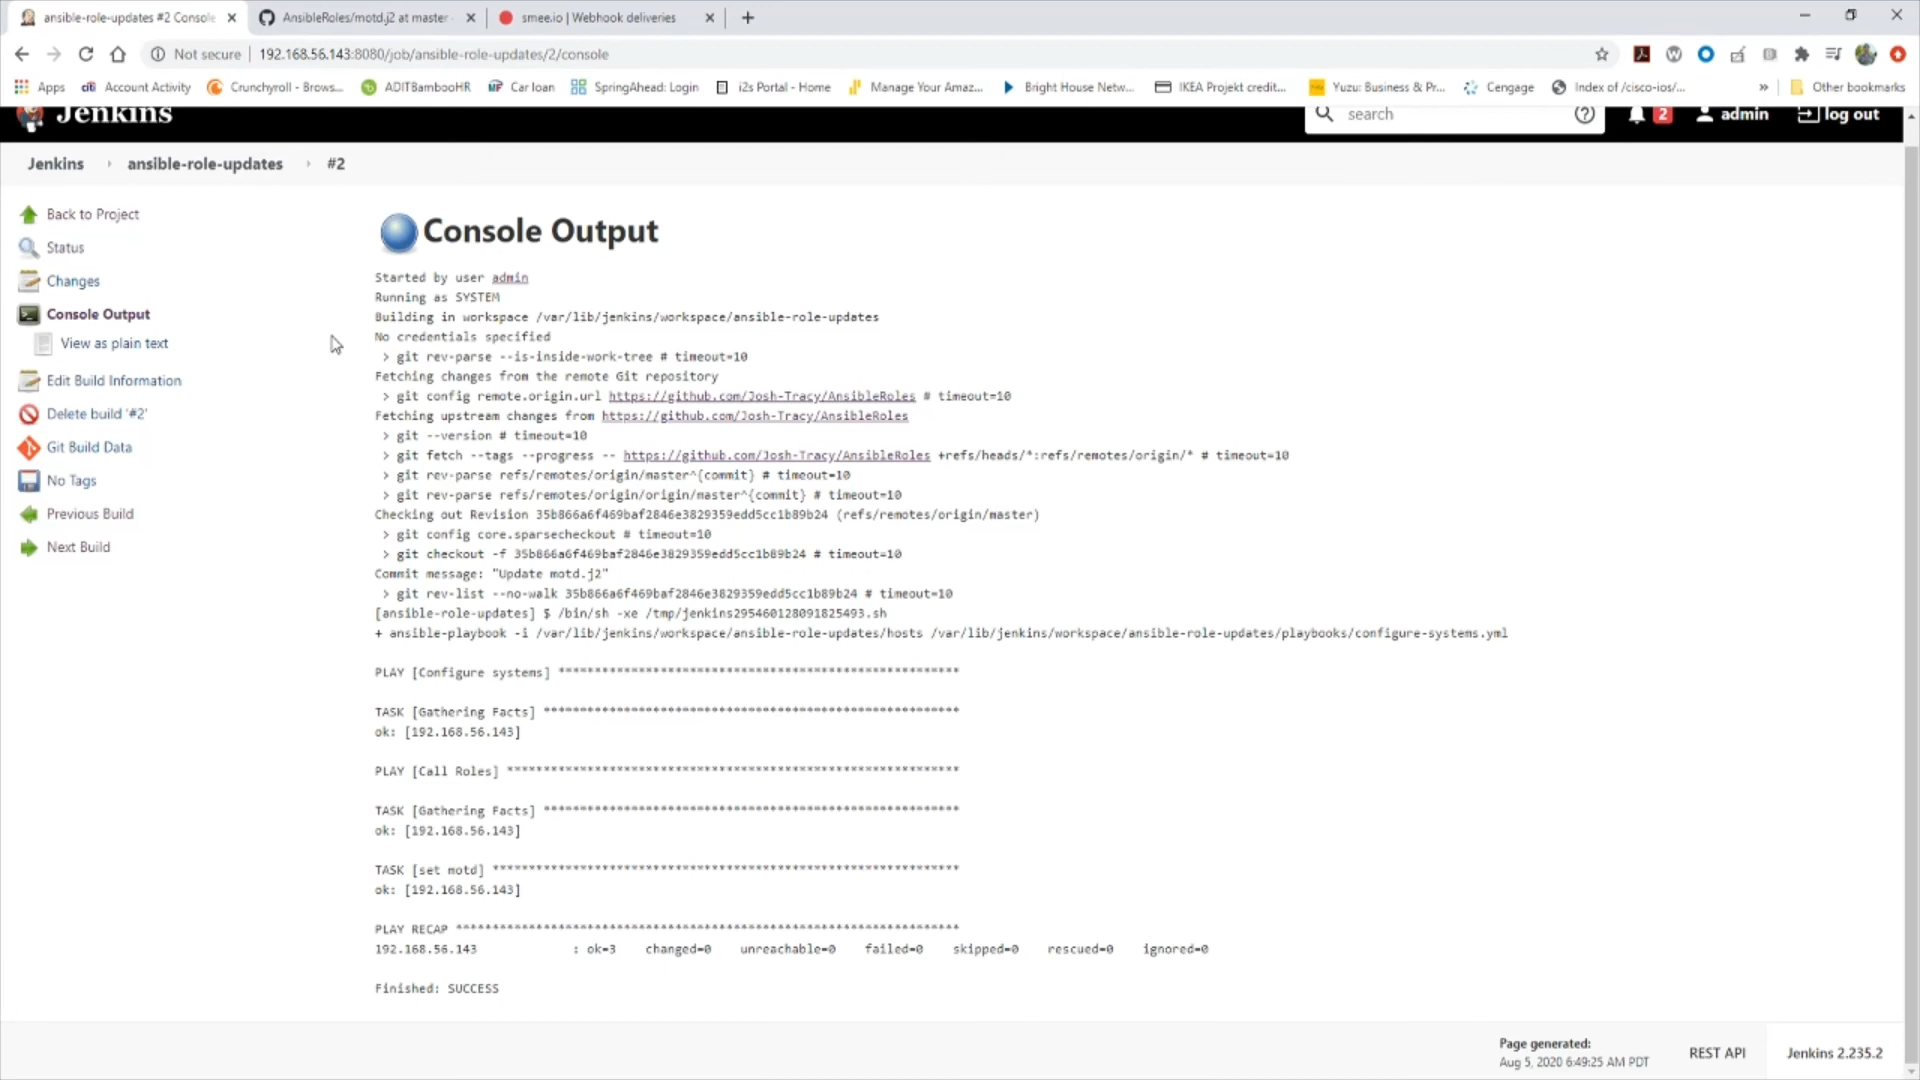 ansible-role-updates #2 Console
AnsibleRoles/motd.j2 at master
smee.io | Webhook deliveries
Not secure
192.168.56.143:8080/job/ansible-role-updates/2/console
Apps
citi Account Activity
Crunchyroll - Brows...
ADITBambooHR
Car loan
SpringAhead: Login
i2s Portal - Home
Manage Your Amaz...
Bright House Netw...
IKEA Projekt credit...
Yuzu: Business & Pr...
Cengage
Index of /cisco-ios/...
»
Other bookmarks
Jenkins
search
2
admin
log out
Jenkins
ansible-role-updates
#2
Back to Project
Status
Changes
Console Output
View as plain text
Edit Build Information
Delete build '#2'
Git Build Data
No Tags
Previous Build
Next Build
Console Output
Started by user admin
Running as SYSTEM
Building in workspace /var/lib/jenkins/workspace/ansible-role-updates
No credentials specified
> git rev-parse --is-inside-work-tree # timeout=10
Fetching changes from the remote Git repository
> git config remote.origin.url https://github.com/Josh-Tracy/AnsibleRoles # timeout=10
Fetching upstream changes from https://github.com/Josh-Tracy/AnsibleRoles
> git --version # timeout=10
> git fetch --tags --progress -- https://github.com/Josh-Tracy/AnsibleRoles +refs/heads/*:refs/remotes/origin/* # timeout=10
> git rev-parse refs/remotes/origin/master^{commit} # timeout=10
> git rev-parse refs/remotes/origin/origin/master^{commit} # timeout=10
Checking out Revision 35b866a6f469baf2846e3829359edd5cc1b89b24 (refs/remotes/origin/master)
> git config core.sparsecheckout # timeout=10
> git checkout -f 35b866a6f469baf2846e3829359edd5cc1b89b24 # timeout=10
Commit message: "Update motd.j2"
> git rev-list --no-walk 35b866a6f469baf2846e3829359edd5cc1b89b24 # timeout=10
[ansible-role-updates] $ /bin/sh -xe /tmp/jenkins295460128091825493.sh
+ ansible-playbook -i /var/lib/jenkins/workspace/ansible-role-updates/hosts /var/lib/jenkins/workspace/ansible-role-updates/playbooks/configure-systems.yml
PLAY [Configure systems] *******************************************************
TASK [Gathering Facts] *********************************************************
ok: [192.168.56.143]
PLAY [Call Roles] **************************************************************
TASK [Gathering Facts] *********************************************************
ok: [192.168.56.143]
TASK [set motd] ****************************************************************
ok: [192.168.56.143]
PLAY RECAP *********************************************************************
192.168.56.143 : ok=3 changed=0 unreachable=0 failed=0 skipped=0 rescued=0 ignored=0
Finished: SUCCESS
Page generated:
Aug 5, 2020 6:49:25 AM PDT
REST API
Jenkins 2.235.2